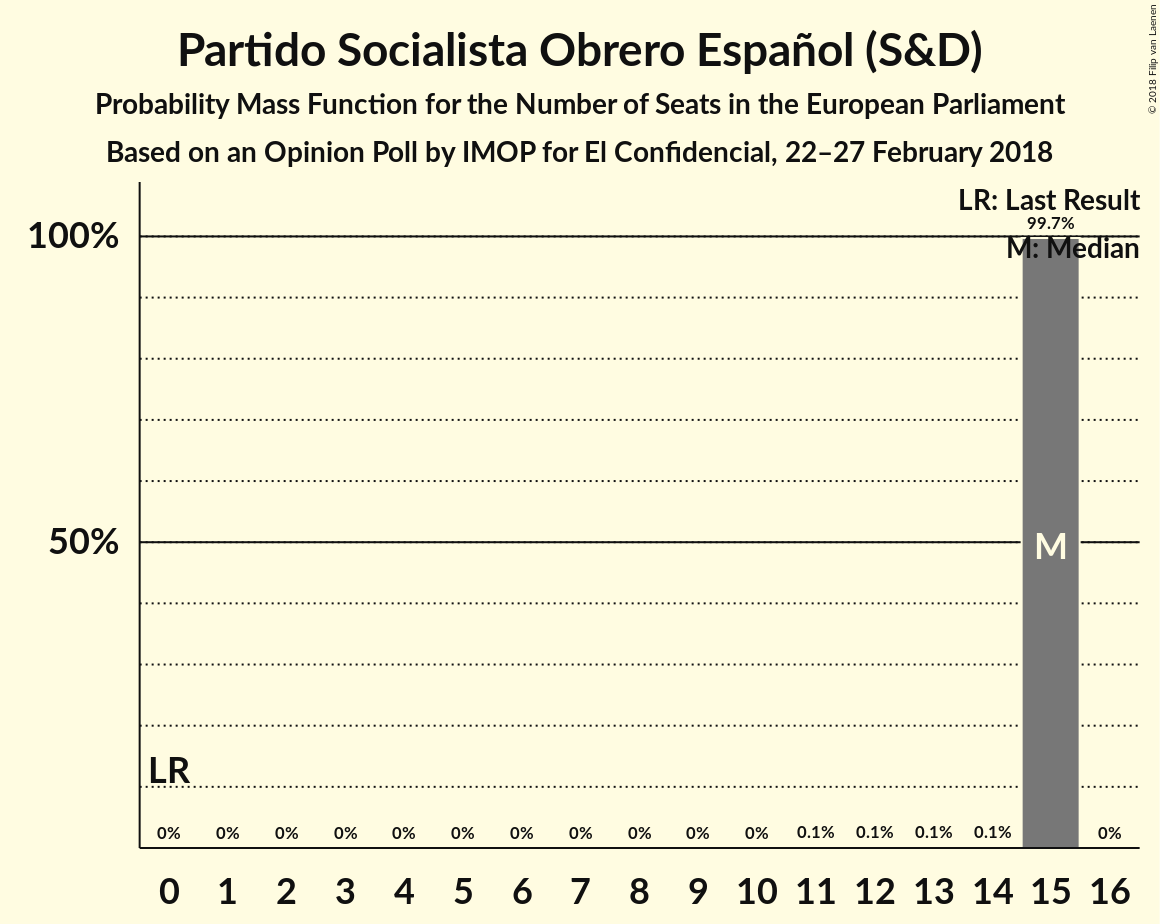 Partido Socialista Obrero Español (S&D)
Probability Mass Function for the Number of Seats in the European Parliament
Based on an Opinion Poll by IMOP for El Confidencial, 22–27 February 2018
© 2018 Filip van Laenen
LR: Last Result
99.7%
100%
M: Median
50%
M
LR
0% 0% 0% 0% 0% 0% 0% 0% 0% 0% 0% 0.1% 0.1% 0.1% 0.1% 0%
0 1 2 3 4 5 6 7 8 9 10 11 12 13 14 15 16